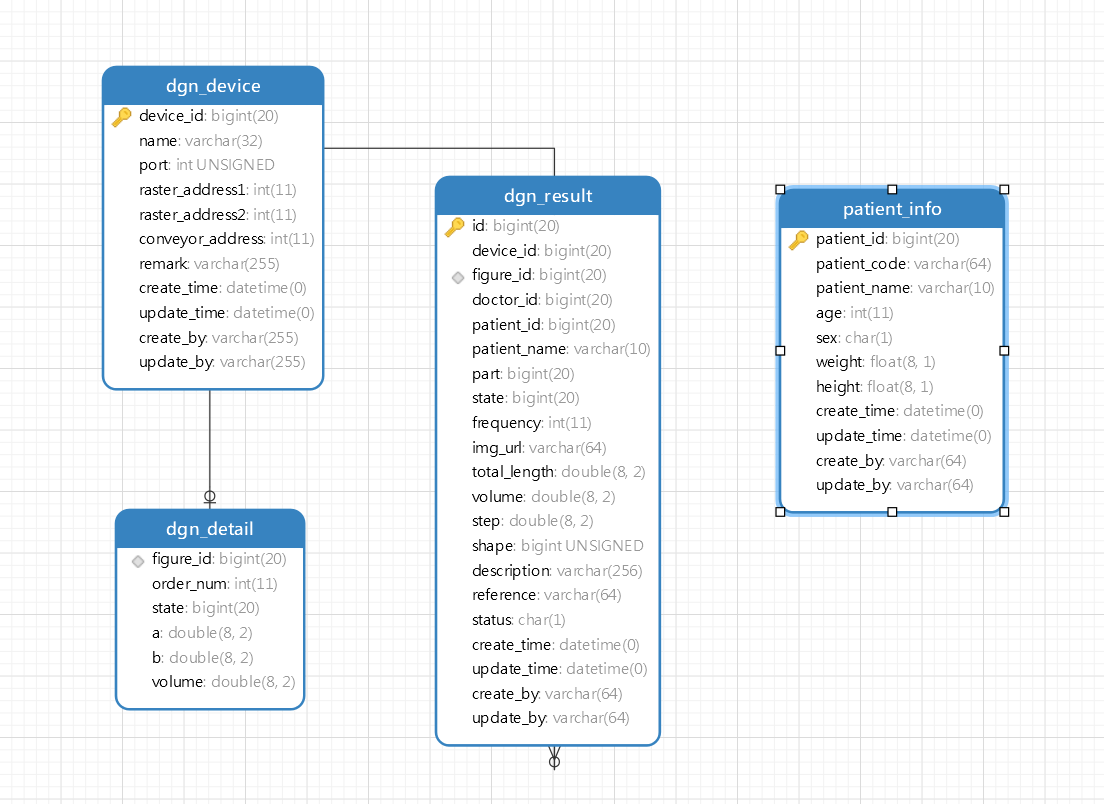 dgn_device
device_id: bigint(20)
name: varchar(32)
port: int UNSIGNED
raster_address1: int(11)
raster_address2: int(11)
conveyor_address: int(11)
remark: varchar(255)
create_time: datetime(0)
update_time: datetime(0)
create_by: varchar(255)
update_by: varchar(255)
dgn_detail
figure_id: bigint(20)
order_num: int(11)
state: bigint(20)
a: double(8, 2)
b: double(8, 2)
volume: double(8, 2)
dgn_result
id: bigint(20)
device_id: bigint(20)
figure_id: bigint(20)
doctor_id: bigint(20)
patient_id: bigint(20)
patient_name: varchar(10)
part: bigint(20)
state: bigint(20)
frequency: int(11)
img_url: varchar(64)
total_length: double(8, 2)
volume: double(8, 2)
step: double(8, 2)
shape: bigint UNSIGNED
description: varchar(256)
reference: varchar(64)
status: char(1)
create_time: datetime(0)
update_time: datetime(0)
create_by: varchar(64)
update_by: varchar(64)
patient_info
patient_id: bigint(20)
patient_code: varchar(64)
patient_name: varchar(10)
age: int(11)
sex: char(1)
weight: float(8, 1)
height: float(8, 1)
create_time: datetime(0)
update_time: datetime(0)
create_by: varchar(64)
update_by: varchar(64)